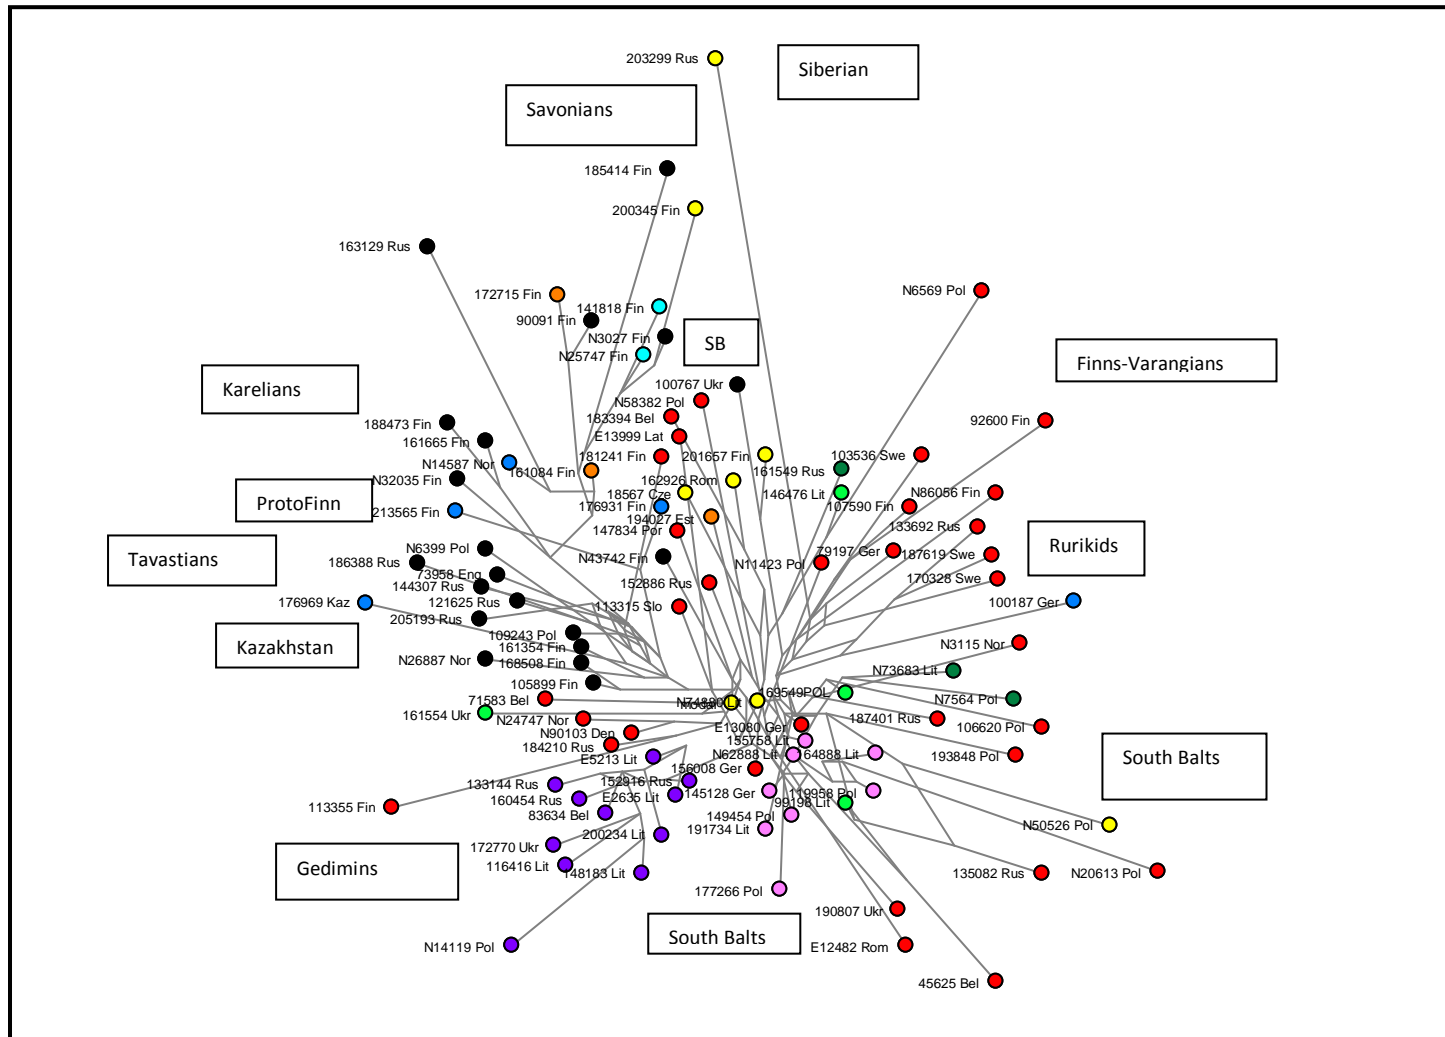 203299 Rus
Siberian
Savonians
185414 Fin
200345 Fin
163129 Rus
172715 Fin
141818 Fin
90091 Fin
N3027 Fin
N25747 Fin
SB
N6569 Pol
Finns-Varangians
Karelians
100767 Ukr
N58382 Pol
183394 Bel
E13999 Lat
92600 Fin
188473 Fin
161665 Fin
N14587 Nor
161084 Fin
181241 Fin
201657 Fin
103536 Swe
161549 Rus
N32035 Fin
162926 Rom
18567 Cze
146476 Lit
N86056 Fin
107590 Fin
ProtoFinn
213565 Fin
176931 Fin
194027 Est
147834 Por
133692 Rus
Tavastians
N6399 Pol
186388 Rus
N43742 Fin
N11423 Pol
79197 Ger
187619 Swe
Rurikids
73958 Eng
144307 Rus
152886 Rus
170328 Swe
176969 Kaz
121625 Rus
113315 Slo
100187 Ger
205193 Rus
109243 Pol
Kazakhstan
161354 Fin
N3115 Nor
N26887 Nor
168508 Fin
N73683 Lit
105899 Fin
169549POL
71583 Bel
N74880 Lit
N7564 Pol
161554 Ukr
N24747 Nor
187401 Rus
E13080 Ger
106620 Pol
N90103 Den
184210 Rus
155758 Lit
E5213 Lit
N62888 Lit
164888 Lit
193848 Pol
South Balts
156008 Ger
133144 Rus
152916 Rus
160454 Rus
E2635 Lit
145128 Ger
119958 Pol
99198 Lit
113355 Fin
83634 Bel
149454 Pol
N50526 Pol
200234 Lit
191734 Lit
172770 Ukr
Gedimins
116416 Lit
148183 Lit
135082 Rus
N20613 Pol
177266 Pol
190807 Ukr
South Balts
N14119 Pol
E12482 Rom
45625 Bel